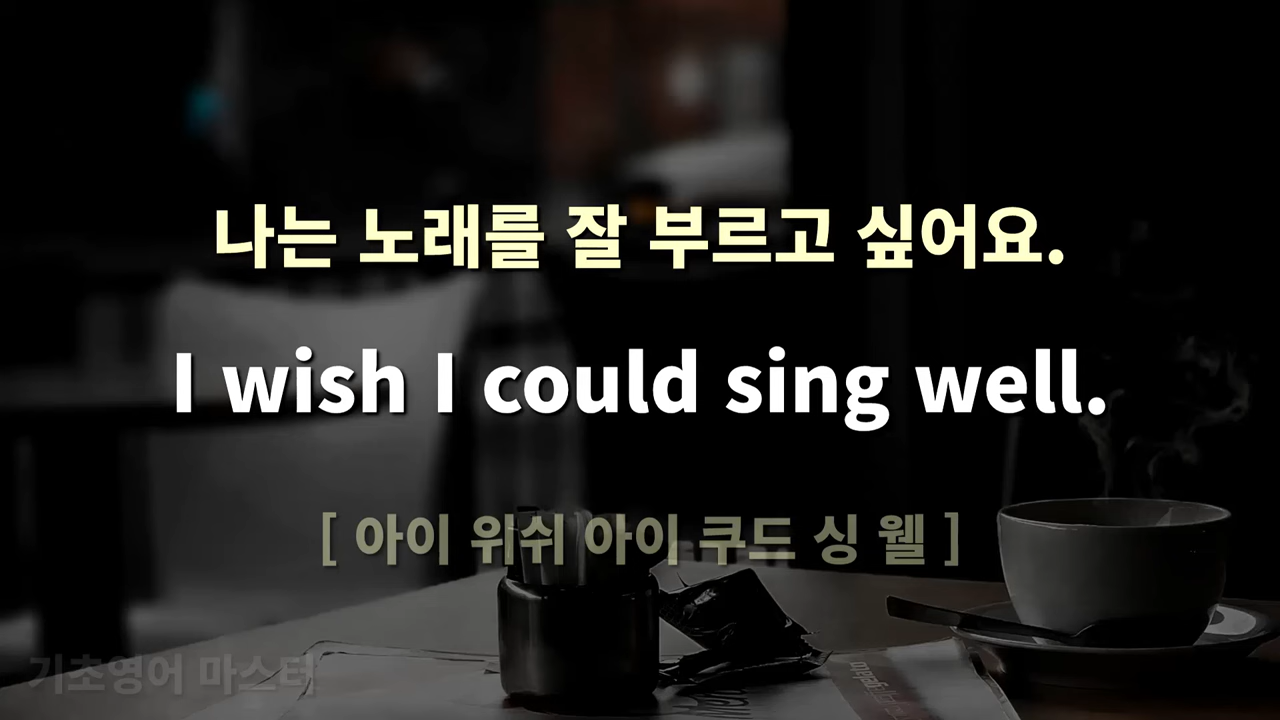 나는 노래를 잘 부르고 싶어요.
I wish I could sing well.
[ 아이 위쉬 아이 쿠드 싱 웰 ]
기초영어 마스터